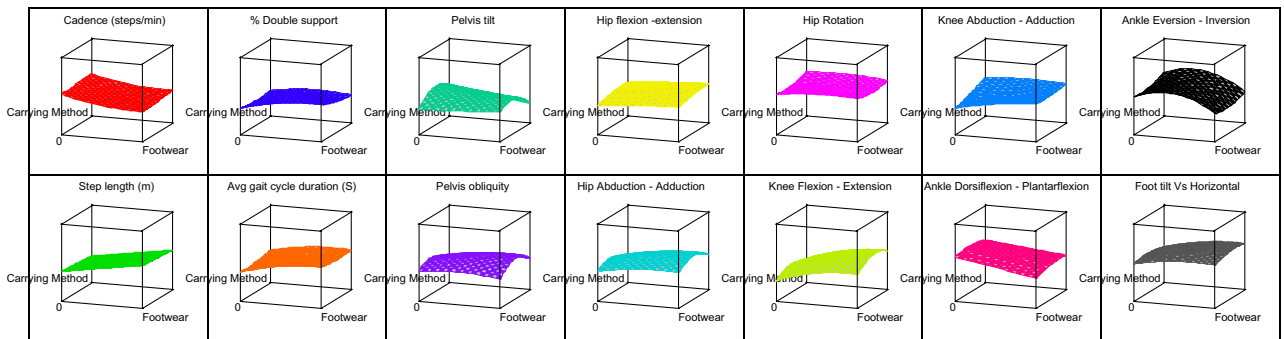 Cadence (steps/min)
% Double support
Pelvis tilt
Hip flexion -extension
Hip Rotation
Knee Abduction - Adduction
Ankle Eversion - Inversion
Carrying Method
Carrying Method
Carrying Method
Carrying Method
Carrying Method
Carrying Method
Carrying Method
0
0
0
0
0
0
0
Footwear
Footwear
Footwear
Footwear
Footwear
Footwear
Footwear
Step length (m)
Avg gait cycle duration (S)
Pelvis obliquity
Hip Abduction - Adduction
Knee Flexion - Extension
Ankle Dorsiflexion - Plantarflexion
Foot tilt Vs Horizontal
Carrying Method
Carrying Method
Carrying Method
Carrying Method
Carrying Method
Carrying Method
Carrying Method
0
0
0
0
0
0
0
Footwear
Footwear
Footwear
Footwear
Footwear
Footwear
Footwear